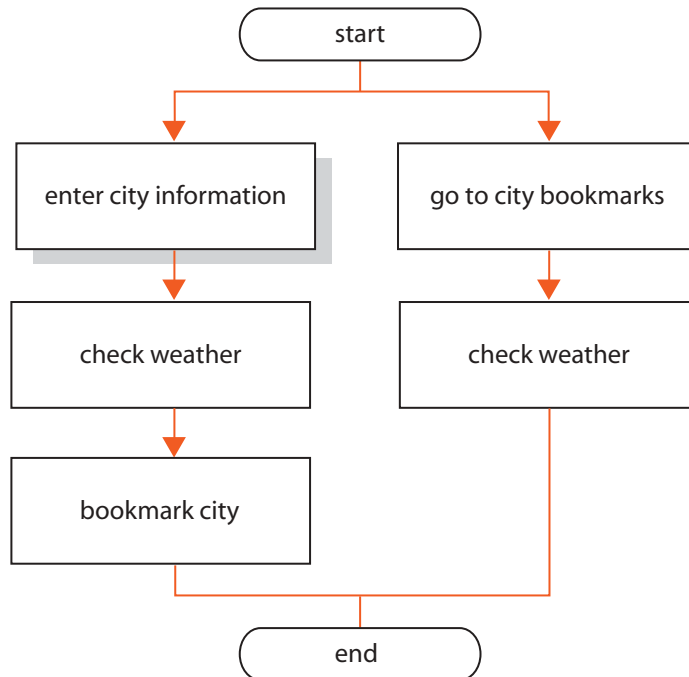 start
enter city information
go to city bookmarks
check weather
check weather
bookmark city
end